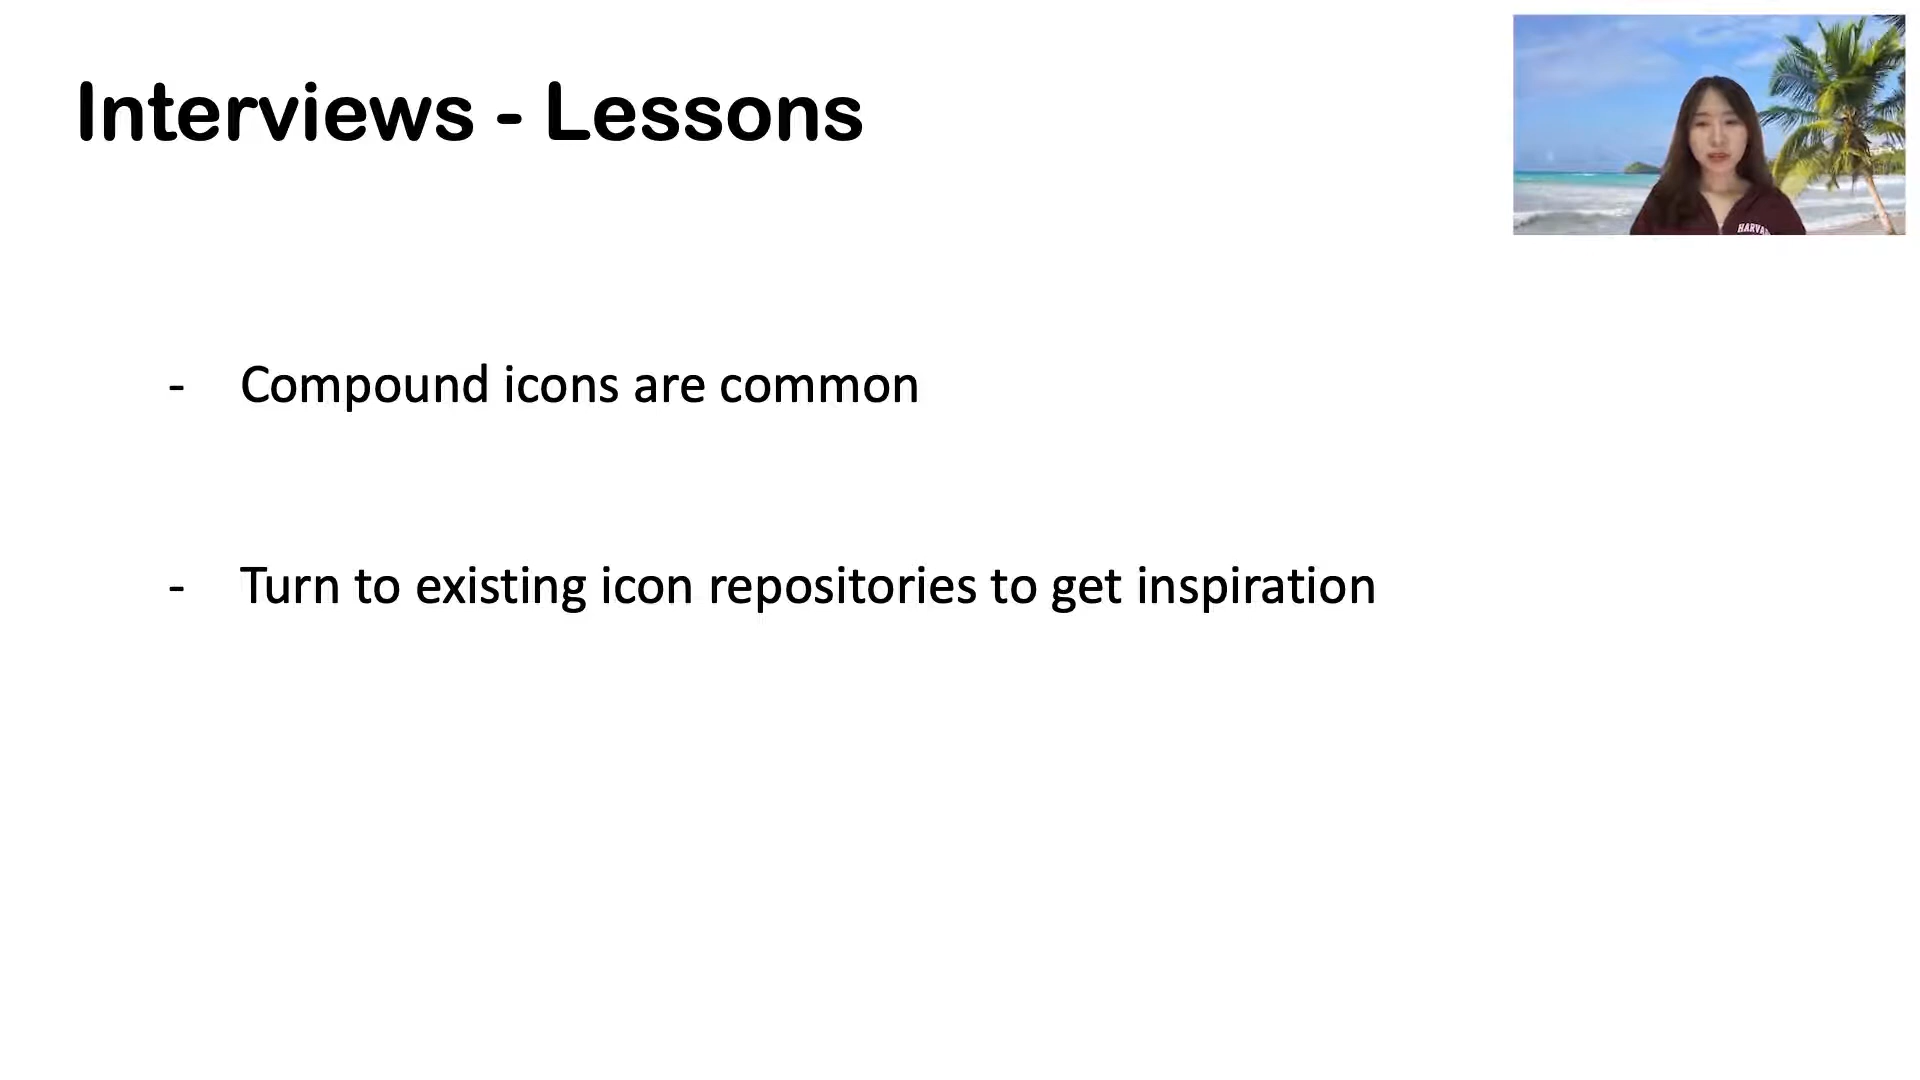 Interviews - Lessons
- Compound icons are common
- Turn to existing icon repositories to get inspiration